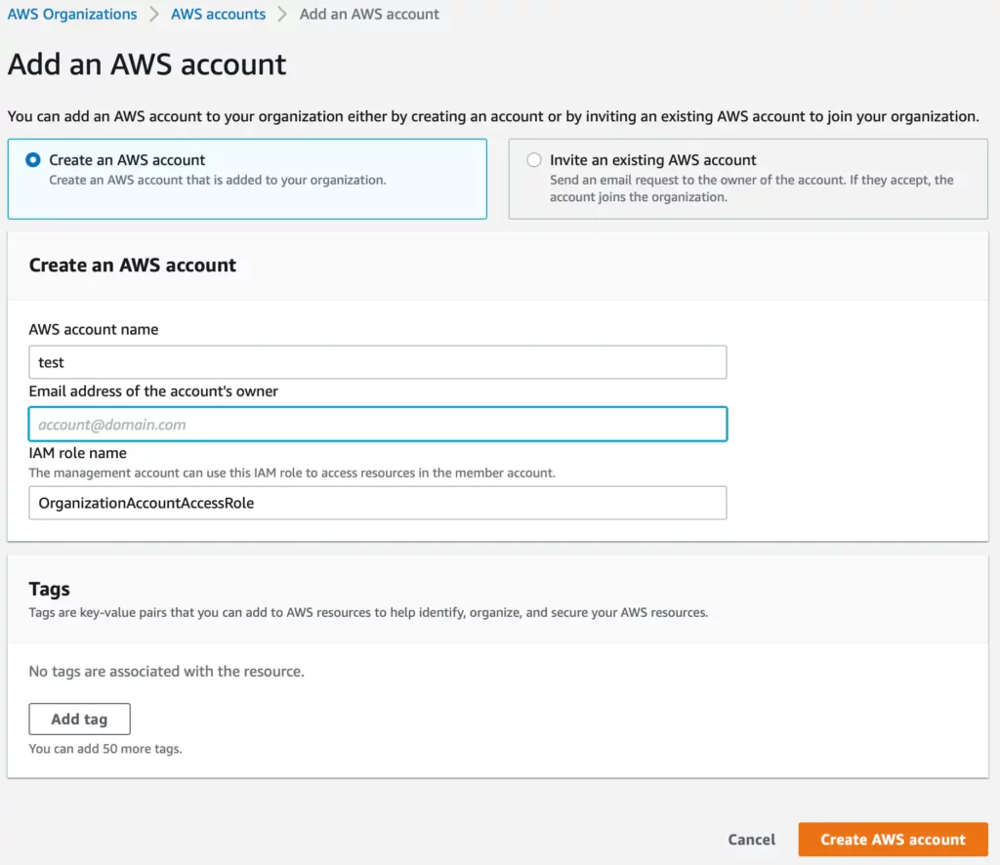 AWS Organizations > AWS accounts > Add an AWS account
Add an AWS account
You can add an AWS account to your organization either by creating an account or by inviting an existing AWS account to join your organization.
Create an AWS account
Create an AWS account that is added to your organization.
Invite an existing AWS account
Send an email request to the owner of the account. If they accept, the
account joins the organization.
Create an AWS account
AWS account name
test
Email address of the account's owner
account@domain.com
IAM role name
The management account can use this IAM role to access resources in the member account.
OrganizationAccountAccessRole
Tags
Tags are key-value pairs that you can add to AWS resources to help identify, organize, and secure your AWS resources.
No tags are associated with the resource.
Add tag
You can add 50 more tags.
Cancel
Create AWS account